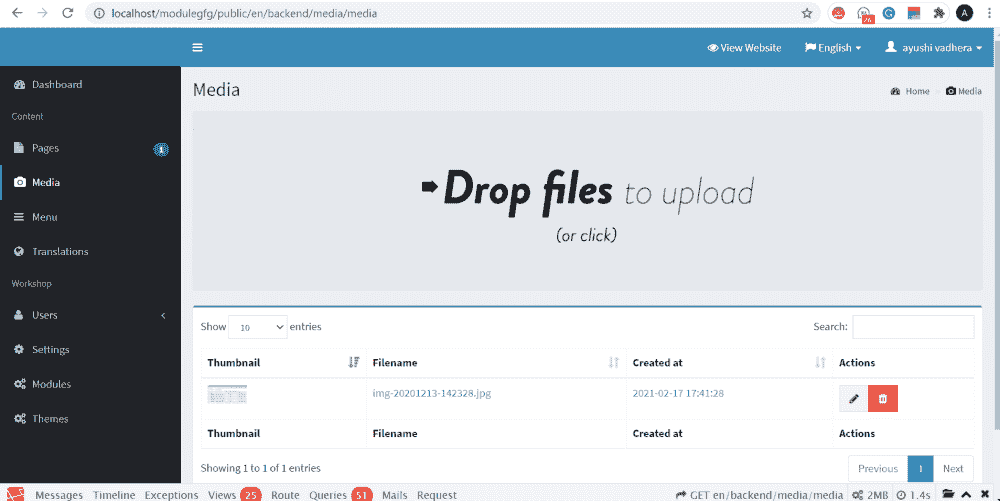 localhost/modulegfg/public/en/backend/media/media
A
View Website English ayushi vadhera
Dashboard
Content
Pages 1
Media
Menu
Translations
Workshop
Users
Settings
Modules
Themes
Media
Home Media
Drop files to upload
(or click)
Show 10 entries
Search:
Thumbnail Filename Created at Actions
img-20201213-142328.jpg 2021-02-17 17:41:28
Thumbnail Filename Created at Actions
Showing 1 to 1 of 1 entries
Previous 1 Next
Messages Timeline Exceptions Views 25 Route Queries 51 Mails Request GET en/backend/media/media 2MB 1.4s